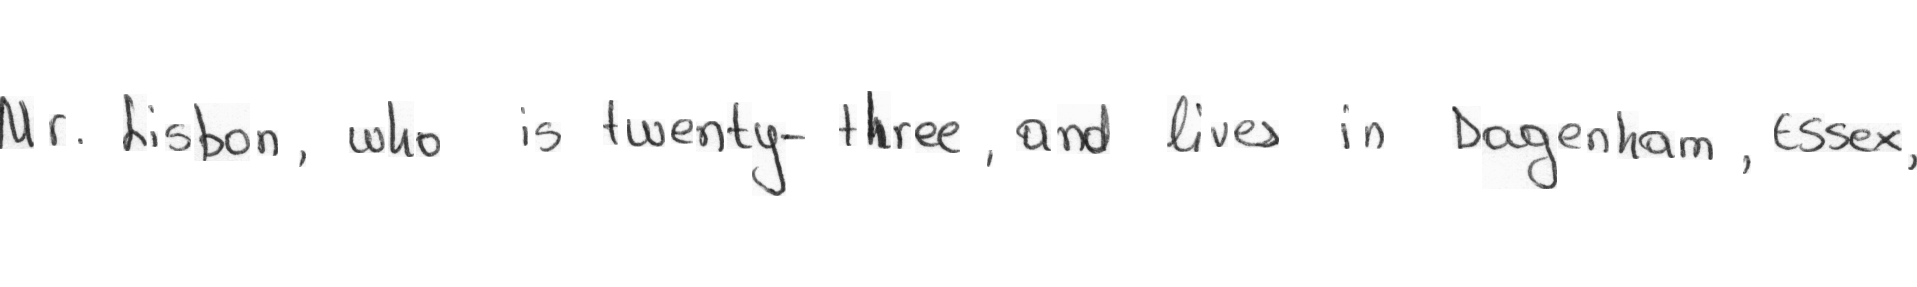 Mr. Lisbon, who is twenty-three, and lives in Dagenham, Essex,